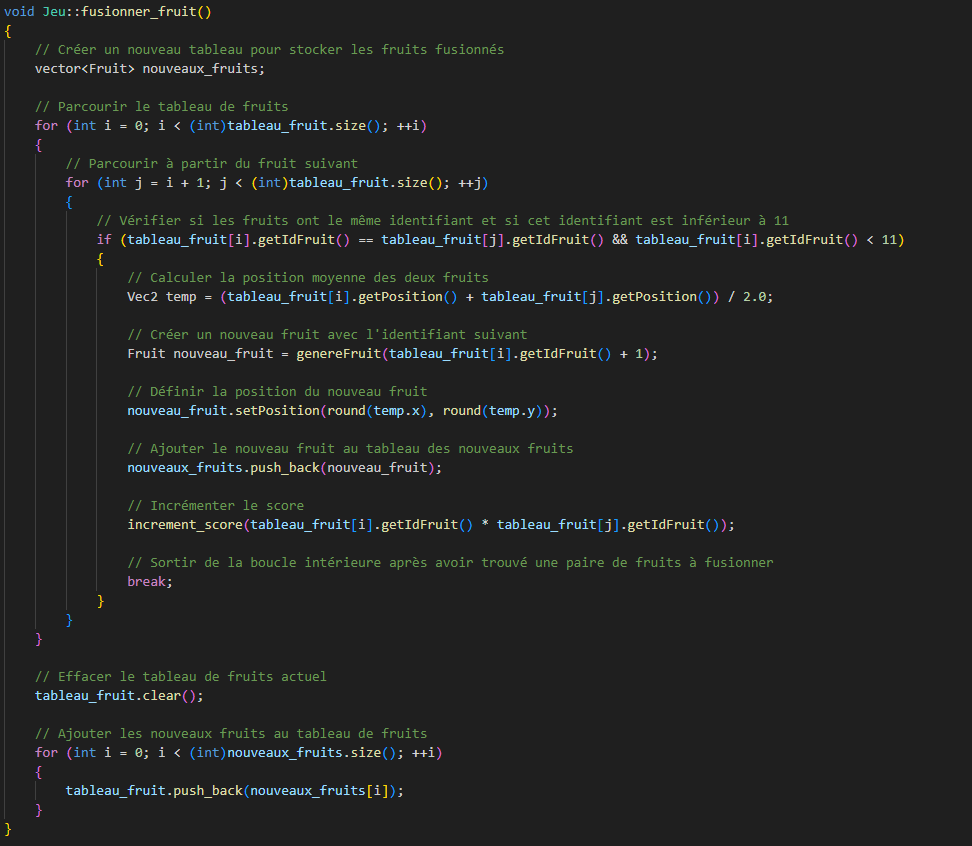 void Jeu::fusionner_fruit()
{
    // Créer un nouveau tableau pour stocker les fruits fusionnés
    vector<Fruit> nouveaux_fruits;

    // Parcourir le tableau de fruits
    for (int i = 0; i < (int)tableau_fruit.size(); ++i)
    {
        // Parcourir à partir du fruit suivant
        for (int j = i + 1; j < (int)tableau_fruit.size(); ++j)
        {
            // Vérifier si les fruits ont le même identifiant et si cet identifiant est inférieur à 11
            if (tableau_fruit[i].getIdFruit() == tableau_fruit[j].getIdFruit() && tableau_fruit[i].getIdFruit() < 11)
            {
                // Calculer la position moyenne des deux fruits
                Vec2 temp = (tableau_fruit[i].getPosition() + tableau_fruit[j].getPosition()) / 2.0;

                // Créer un nouveau fruit avec l'identifiant suivant
                Fruit nouveau_fruit = genereFruit(tableau_fruit[i].getIdFruit() + 1);

                // Définir la position du nouveau fruit
                nouveau_fruit.setPosition(round(temp.x), round(temp.y));

                // Ajouter le nouveau fruit au tableau des nouveaux fruits
                nouveaux_fruits.push_back(nouveau_fruit);

                // Incrémenter le score
                increment_score(tableau_fruit[i].getIdFruit() * tableau_fruit[j].getIdFruit());

                // Sortir de la boucle intérieure après avoir trouvé une paire de fruits à fusionner
                break;
            }
        }
    }

    // Effacer le tableau de fruits actuel
    tableau_fruit.clear();

    // Ajouter les nouveaux fruits au tableau de fruits
    for (int i = 0; i < (int)nouveaux_fruits.size(); ++i)
    {
        tableau_fruit.push_back(nouveaux_fruits[i]);
    }
}